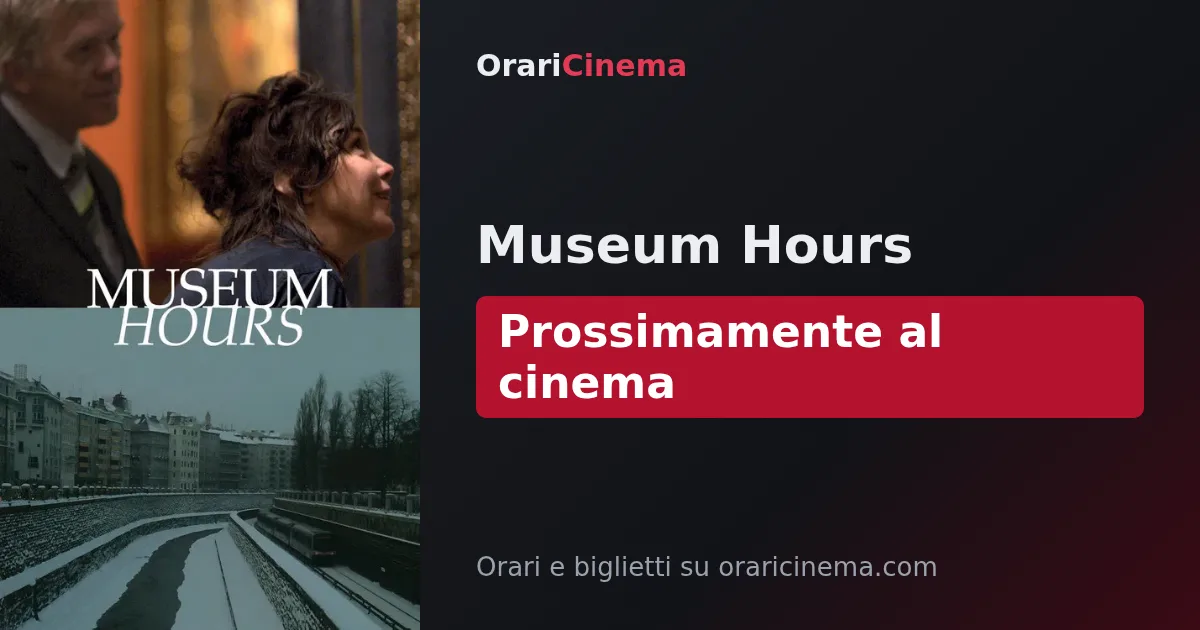 MUSEUM
HOURS
OrariCinema
Museum Hours
Prossimamente al
cinema
Orari e biglietti su oraricinema.com